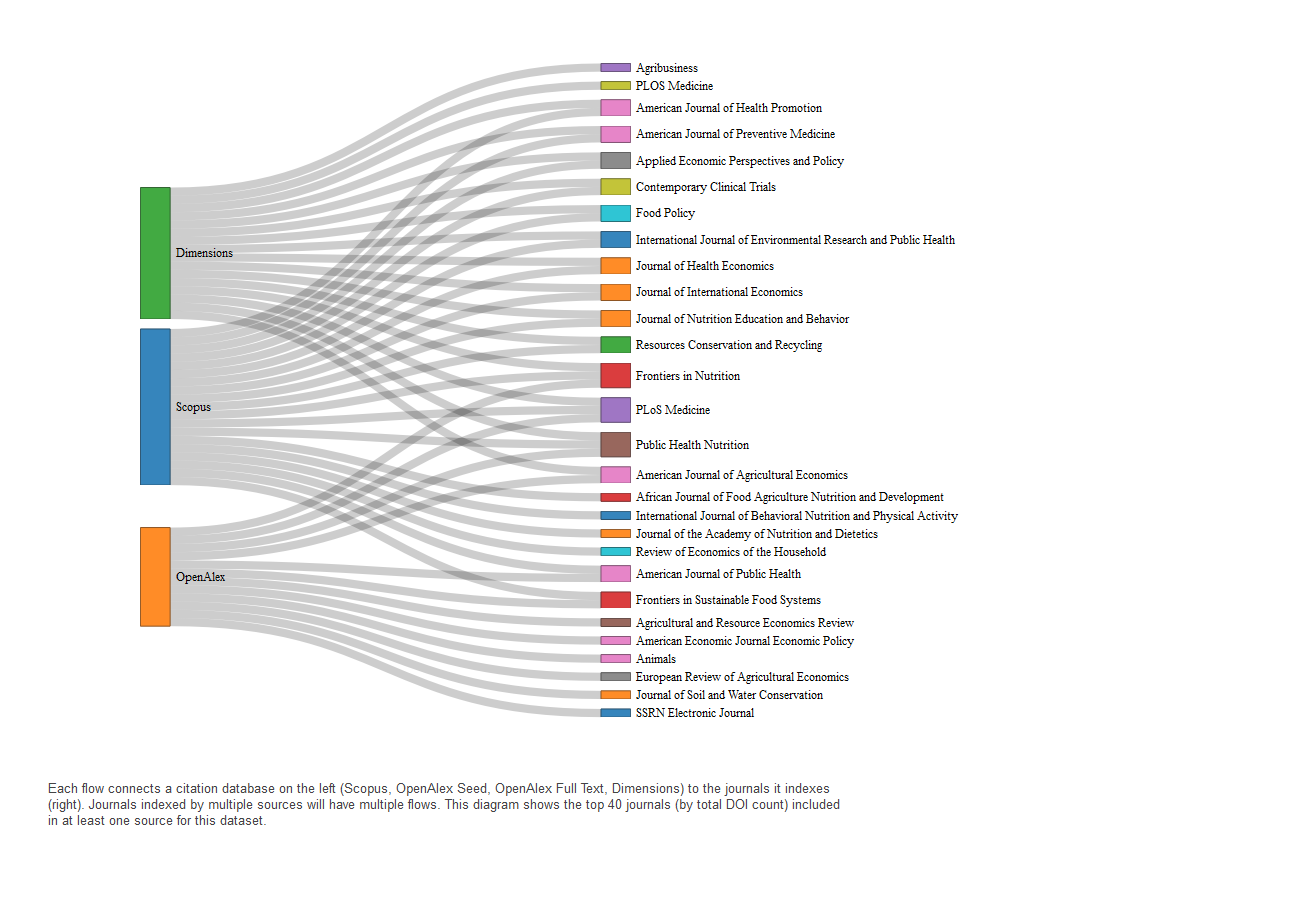 Agribusiness
PLOS Medicine
American Journal of Health Promotion
American Journal of Preventive Medicine
Applied Economic Perspectives and Policy
Contemporary Clinical Trials
Food Policy
International Journal of Environmental Research and Public Health
Dimensions
Journal of Health Economics
Journal of International Economics
Journal of Nutrition Education and Behavior
Resources Conservation and Recycling
Frontiers in Nutrition
Scopus
PLoS Medicine
Public Health Nutrition
American Journal of Agricultural Economics
African Journal of Food Agriculture Nutrition and Development
International Journal of Behavioral Nutrition and Physical Activity
Journal of the Academy of Nutrition and Dietetics
Review of Economics of the Household
OpenAlex
American Journal of Public Health
Frontiers in Sustainable Food Systems
Agricultural and Resource Economics Review
American Economic Journal Economic Policy
Animals
European Review of Agricultural Economics
Journal of Soil and Water Conservation
SSRN Electronic Journal
Each flow connects a citation database on the left (Scopus, OpenAlex Seed, OpenAlex Full Text, Dimensions) to the journals it indexes
(right). Journals indexed by multiple sources will have multiple flows. This diagram shows the top 40 journals (by total DOI count) included
in at least one source for this dataset.